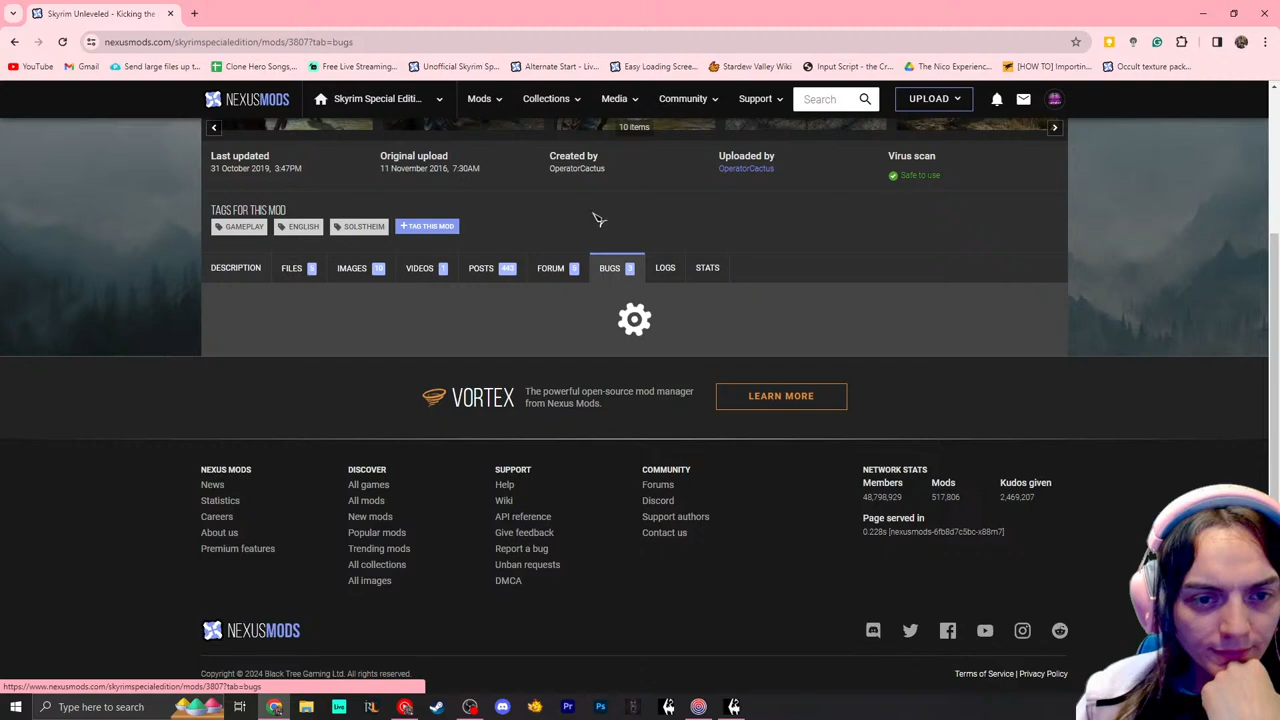 Skyrim Unleveled - Kicking the
nexusmods.com/skyrimspecialedition/mods/3807?tab=bugs
YouTube Gmail Send large files up t... Clone Hero Songs,... Free Live Streaming... Unofficial Skyrim Sp... Alternate Start - Liv... Easy Loading Scree... Stardew Valley Wiki Input Script - the Cr... The Nico Experienc... [HOW TO] Importin... Occult texture pack...
NEXUSMODS Skyrim Special Editi... Mods Collections Media Community Support Search UPLOAD
10 items
Last updated Original upload Created by Uploaded by Virus scan
31 October 2019, 3:47PM 11 November 2016, 7:30AM OperatorCactus OperatorCactus Safe to use
TAGS FOR THIS MOD
GAMEPLAY ENGLISH SOLSTHEIM + TAG THIS MOD
DESCRIPTION FILES 5 IMAGES 10 VIDEOS 1 POSTS 443 FORUM BUGS 3 LOGS STATS
VORTEX The powerful open-source mod manager
from Nexus Mods.
LEARN MORE
NEXUS MODS DISCOVER SUPPORT COMMUNITY NETWORK STATS
News All games Help Forums Members Mods Kudos given
Statistics All mods Wiki Discord 48,798,929 517,806 2,469,207
Careers New mods API reference Support authors Page served in
About us Popular mods Give feedback Contact us 0.228s [nexusmods-6fb8d7c5bc-x88m7]
Premium features Trending mods Report a bug
All collections Unban requests
All images DMCA
NEXUSMODS
Copyright © 2024 Black Tree Gaming Ltd. All rights reserved. Terms of Service | Privacy Policy
https://www.nexusmods.com/skyrimspecialedition/mods/3807?tab=bugs
Type here to search